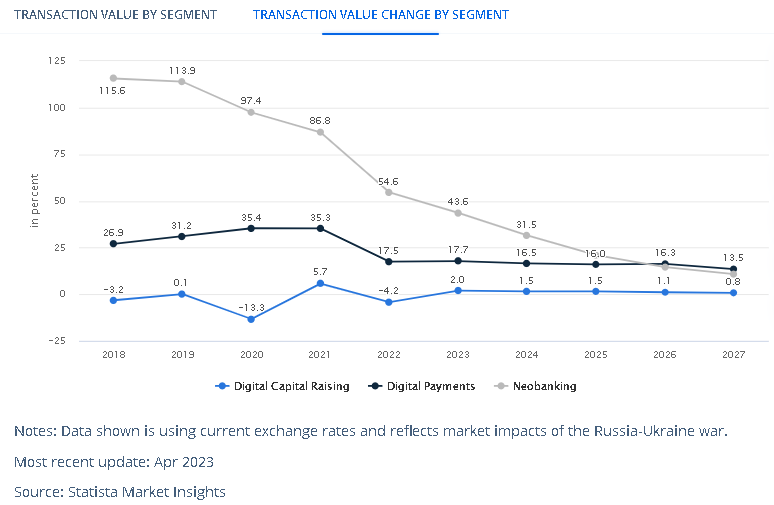 TRANSACTION VALUE BY SEGMENT TRANSACTION VALUE CHANGE BY SEGMENT
125
113.9
115.6
100
97.4
86.8
75
54.6
in percent
50
43.6
35.4 35.3
31.2 31.5
26.9
25
17.5 17.7 16.5 16.0 16.3 13.5
5.7
0
−3.2 0.1 −13.3 −4.2 2.0 1.5 1.5 1.1 0.8
−25
2018 2019 2020 2021 2022 2023 2024 2025 2026 2027
Digital Capital Raising Digital Payments Neobanking
Notes: Data shown is using current exchange rates and reflects market impacts of the Russia-Ukraine war.
Most recent update: Apr 2023
Source: Statista Market Insights